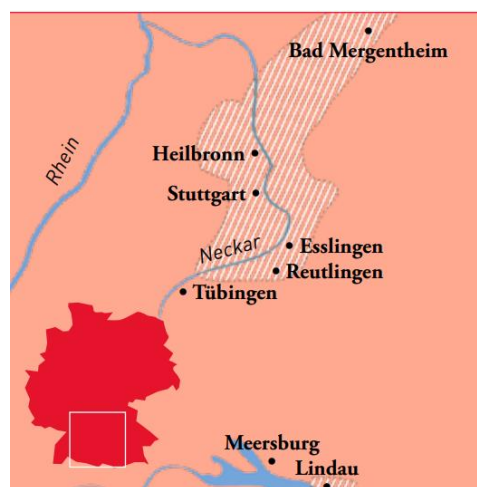 Bad Mergentheim
Rhein
Heilbronn
Stuttgart
Neckar
Esslingen
Reutlingen
Tübingen
Meersburg
Lindau